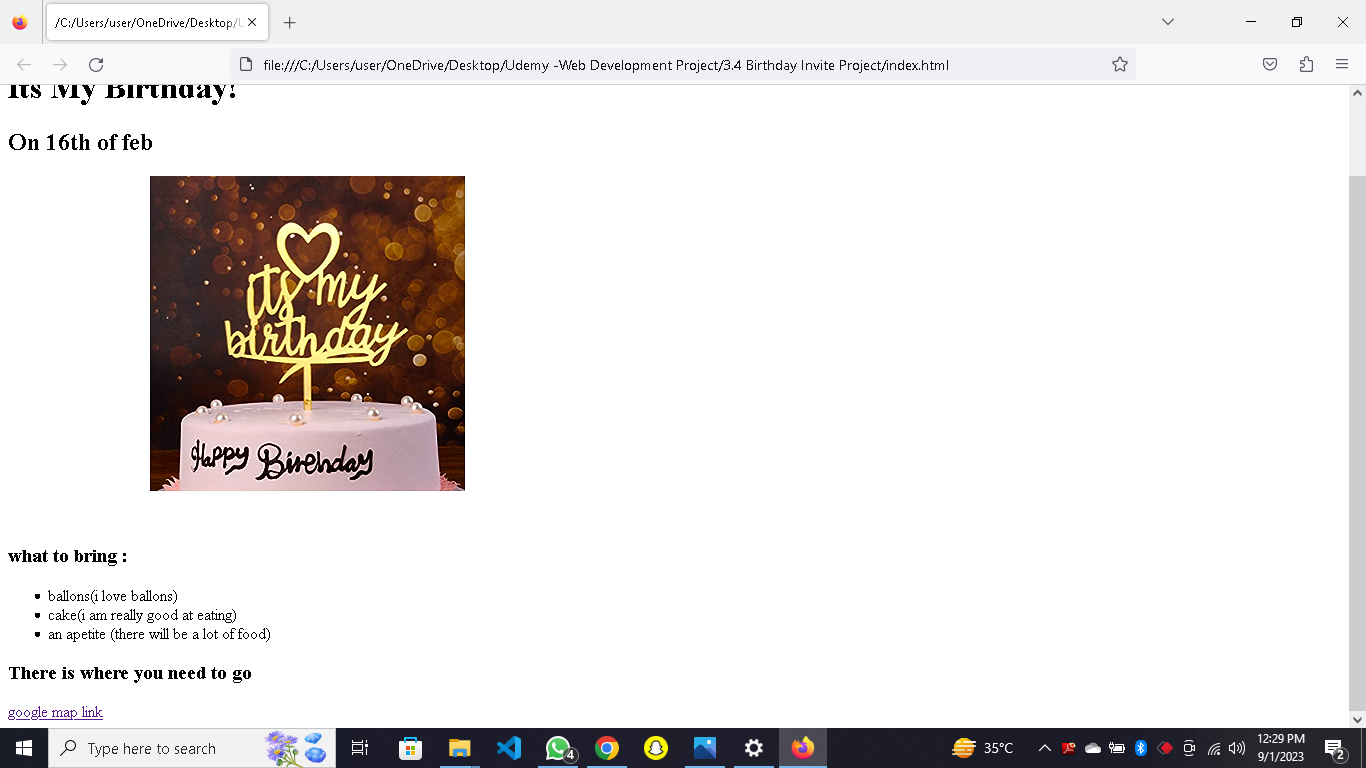 /C:/Users/user/OneDrive/Desktop/U
file:///C:/Users/user/OneDrive/Desktop/Udemy -Web Development Project/3.4 Birthday Invite Project/index.html
Its My Birthday!
On 16th of feb
its my
birthday
Happy Birthday
what to bring :
ballons(i love ballons)
cake(i am really good at eating)
an apetite (there will be a lot of food)
There is where you need to go
google map link
Type here to search
4
35°C
12:29 PM
9/1/2023
2